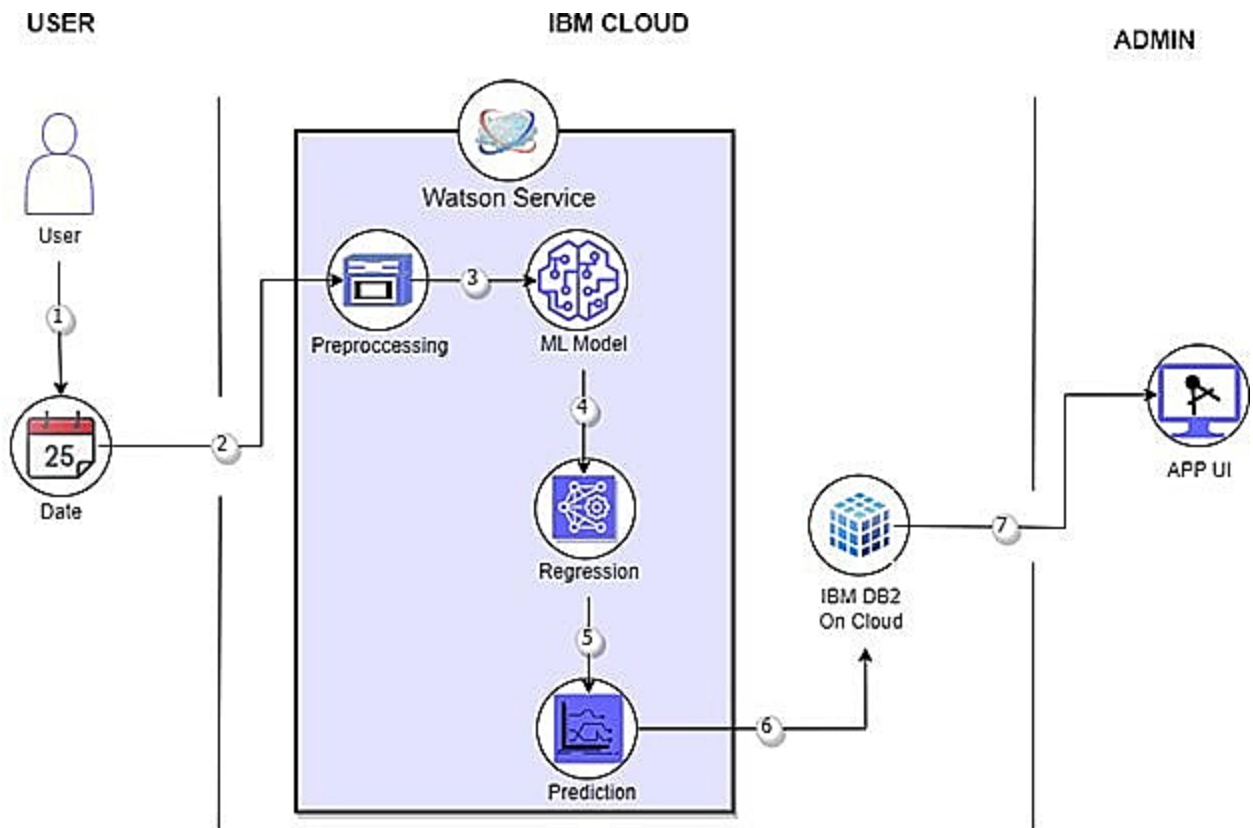 USER
IBM CLOUD
ADMIN
Watson Service
User
1
2
Preproccessing
3
ML Model
25
Date
4
Regression
5
Prediction
6
IBM DB2
On Cloud
7
APP UI